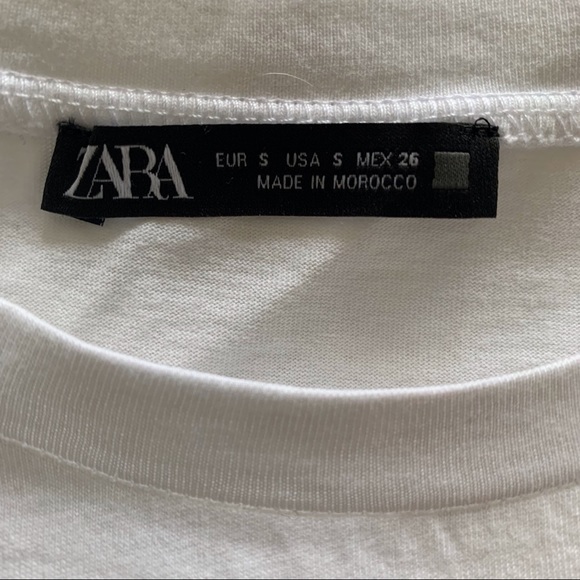 ZARA
EUR S USA S MEX 26
MADE IN MOROCCO